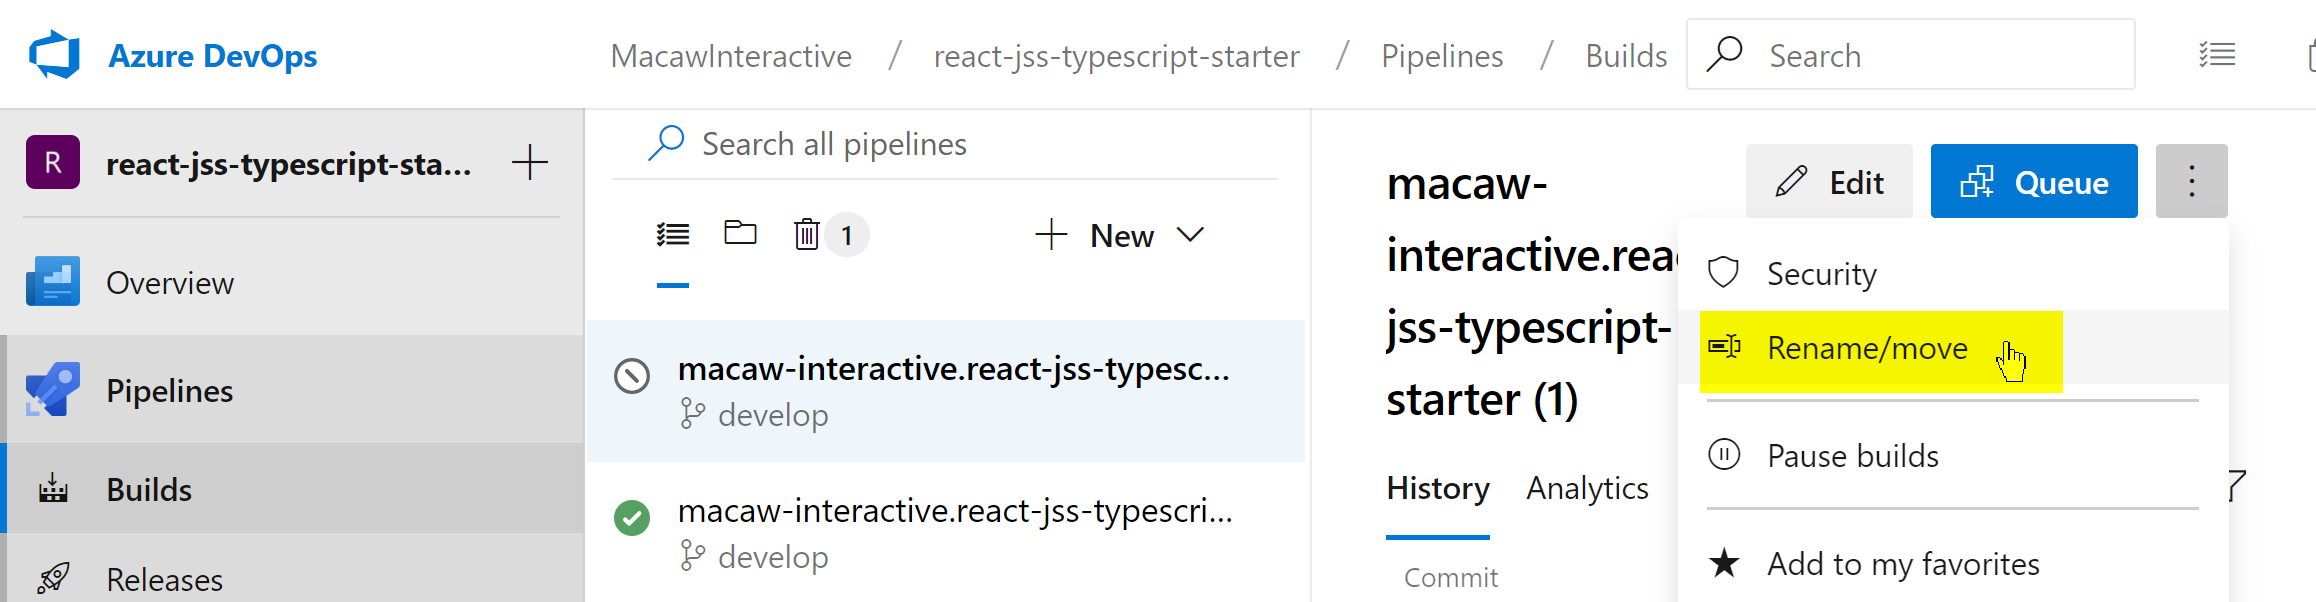 Azure DevOps
MacawInteractive / react-jss-typescript-starter / Pipelines / Builds
Search
R
react-jss-typescript-sta...
Overview
Pipelines
Builds
Releases
Search all pipelines
1
New
macaw-interactive.react-jss-typesc...
develop
macaw-interactive.react-jss-typescri...
develop
macaw-
interactive.reac
jss-typescript-
starter (1)
Edit
Queue
Security
Rename/move
Pause builds
Add to my favorites
History
Analytics
Commit